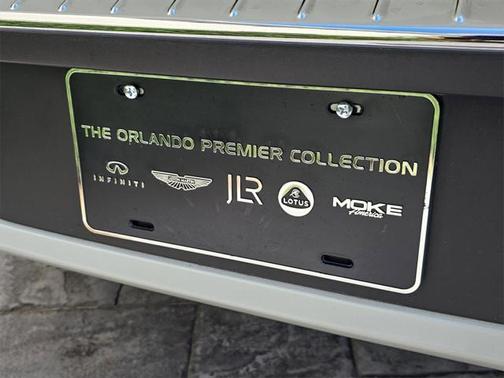 THE ORLANDO PREMIER COLLECTION
INFINITI JLR LOTUS MOKE
America